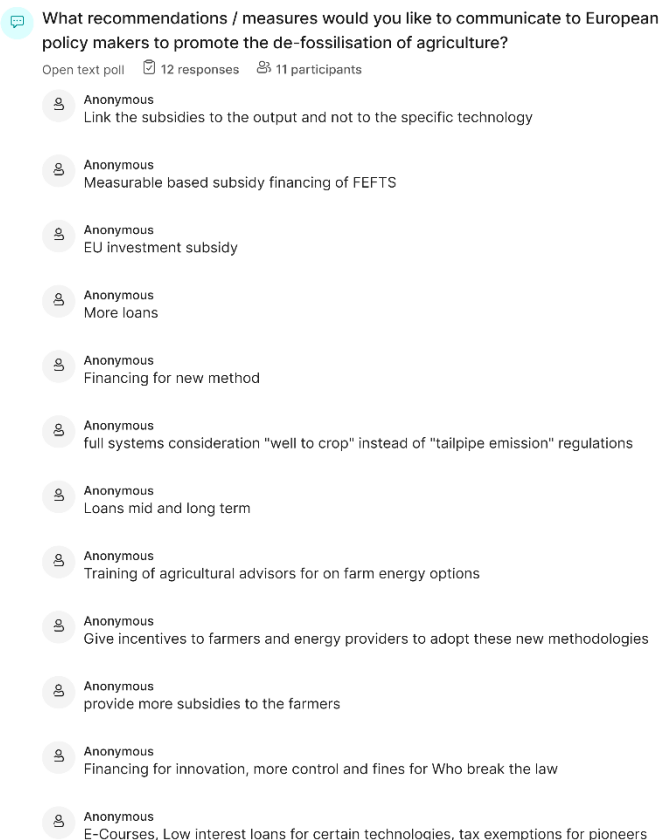 What recommendations / measures would you like to communicate to European
policy makers to promote the de-fossilisation of agriculture?
Open text poll 12 responses 11 participants
Anonymous
Link the subsidies to the output and not to the specific technology
Anonymous
Measurable based subsidy financing of FEFTS
Anonymous
EU investment subsidy
Anonymous
More loans
Anonymous
Financing for new method
Anonymous
full systems consideration "well to crop" instead of "tailpipe emission" regulations
Anonymous
Loans mid and long term
Anonymous
Training of agricultural advisors for on farm energy options
Anonymous
Give incentives to farmers and energy providers to adopt these new methodologies
Anonymous
provide more subsidies to the farmers
Anonymous
Financing for innovation, more control and fines for Who break the law
Anonymous
E-Courses, Low interest loans for certain technologies, tax exemptions for pioneers